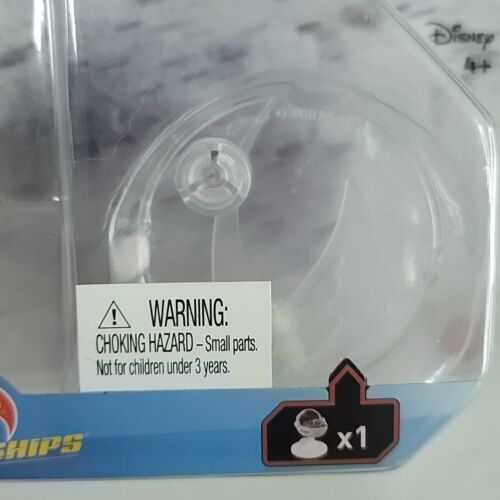 Disney
4+
WARNING:
CHOKING HAZARD – Small parts.
Not for children under 3 years.
SHIPS
x1